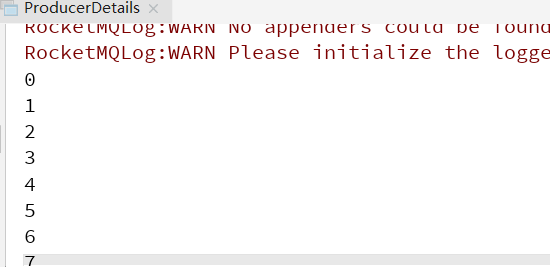 ProducerDetails
RocketMQLog:WARN No appenders could be found
RocketMQLog:WARN Please initialize the logge
0
1
2
3
4
5
6
7